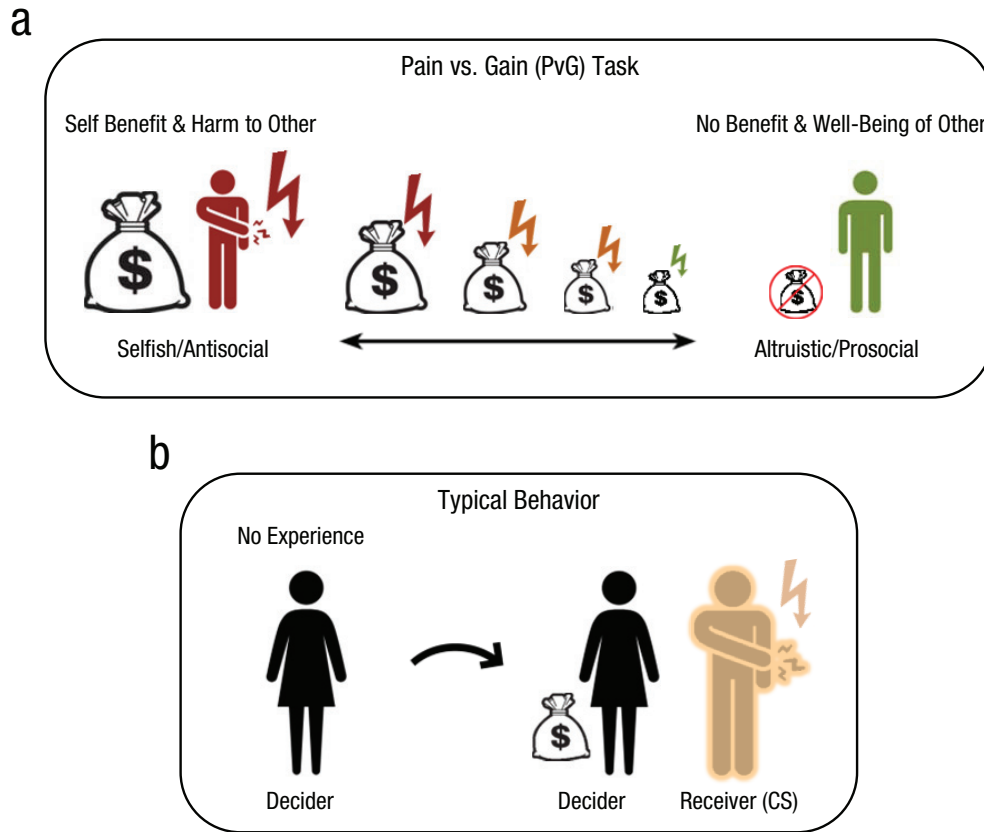 a
Pain vs. Gain (PvG) Task
Self Benefit & Harm to Other
No Benefit & Well-Being of Other
$
$
$
$
$
$
Selfish/Antisocial
Altruistic/Prosocial
b
Typical Behavior
No Experience
$
Decider
Decider
Receiver (CS)